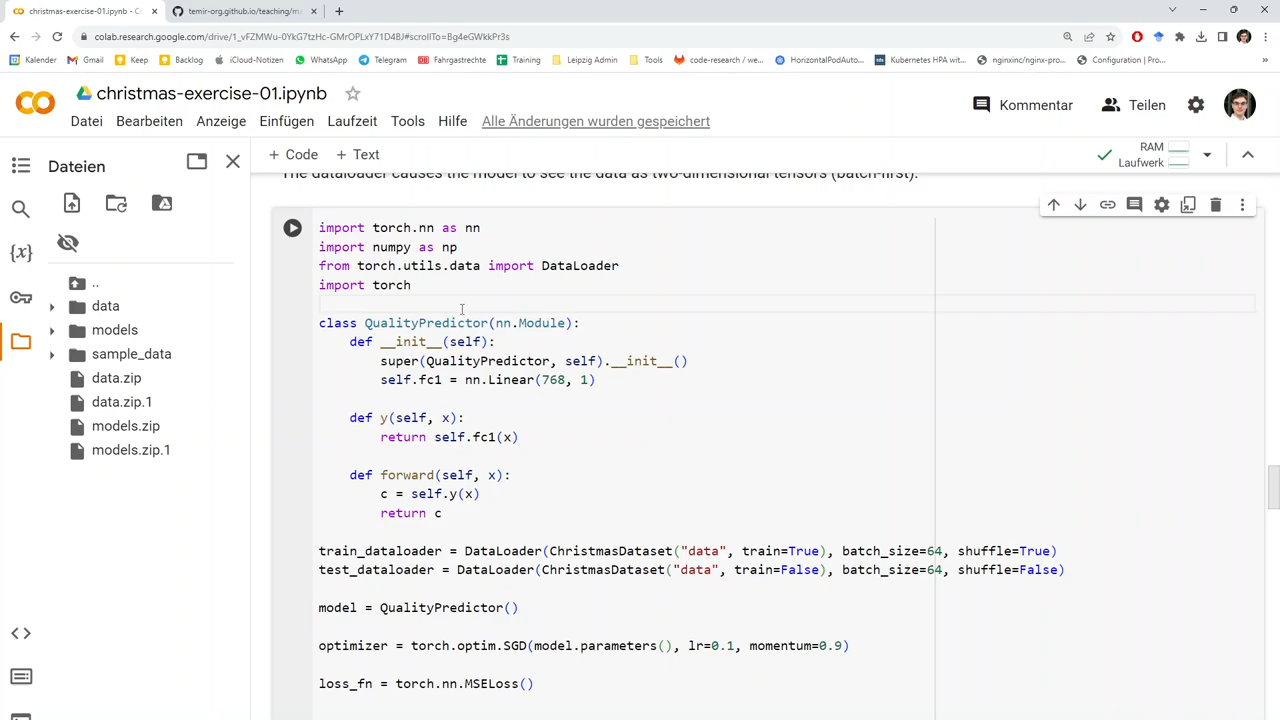 christmas-exercise-01.ipynb - C
temir-org.github.io/teaching/ma
colab.research.google.com/drive/1_vFZMWu-0YkG7tzHc-GMrOPLxY71D4BJ#scrollTo=Bg4eGWkkPr3s
Kalender Gmail Keep Backlog iCloud-Notizen WhatsApp Telegram Fahrgastrechte Training Leipzig Admin Tools code-research / we... HorizontalPodAuto... Kubernetes HPA wit... nginxinc/nginx-pro... Configuration | Pro...
christmas-exercise-01.ipynb
Kommentar Teilen
Datei Bearbeiten Anzeige Einfügen Laufzeit Tools Hilfe Alle Änderungen wurden gespeichert
Dateien
+ Code + Text
RAM
Laufwerk
The dataloader causes the model to see the data as two-dimensional tensors (batch-first).
..
data
models
sample_data
data.zip
data.zip.1
models.zip
models.zip.1
import torch.nn as nn
import numpy as np
from torch.utils.data import DataLoader
import torch
class QualityPredictor(nn.Module):
def __init__(self):
super(QualityPredictor, self).__init__()
self.fc1 = nn.Linear(768, 1)
def y(self, x):
return self.fc1(x)
def forward(self, x):
c = self.y(x)
return c
train_dataloader = DataLoader(ChristmasDataset("data", train=True), batch_size=64, shuffle=True)
test_dataloader = DataLoader(ChristmasDataset("data", train=False), batch_size=64, shuffle=False)
model = QualityPredictor()
optimizer = torch.optim.SGD(model.parameters(), lr=0.1, momentum=0.9)
loss_fn = torch.nn.MSELoss()